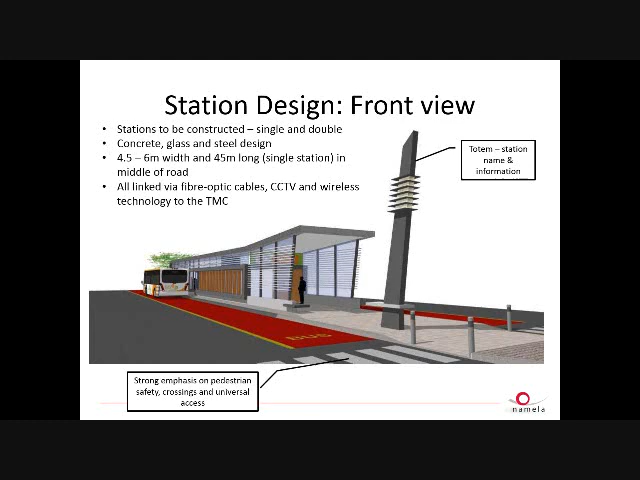 Station Design: Front view
• Stations to be constructed – single and double
• Concrete, glass and steel design
• 4.5 – 6m width and 45m long (single station) in
middle of road
• All linked via fibre-optic cables, CCTV and wireless
technology to the TMC
Totem – station
name &
information
BUS
Strong emphasis on pedestrian
safety, crossings and universal
access
namela